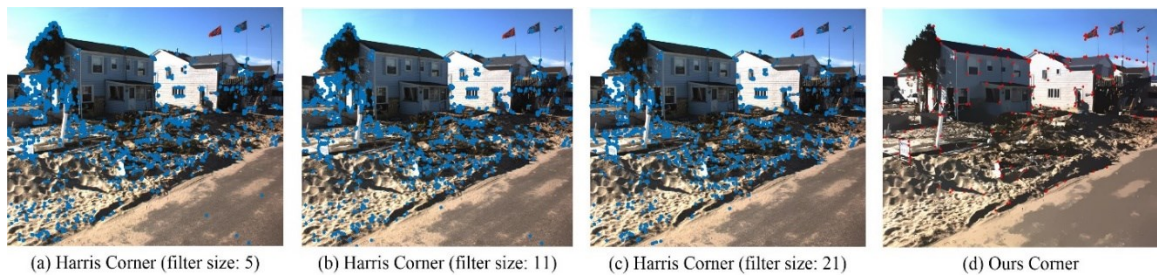 (a) Harris Corner (filter size: 5)
(b) Harris Corner (filter size: 11)
(c) Harris Corner (filter size: 21)
(d) Ours Corner